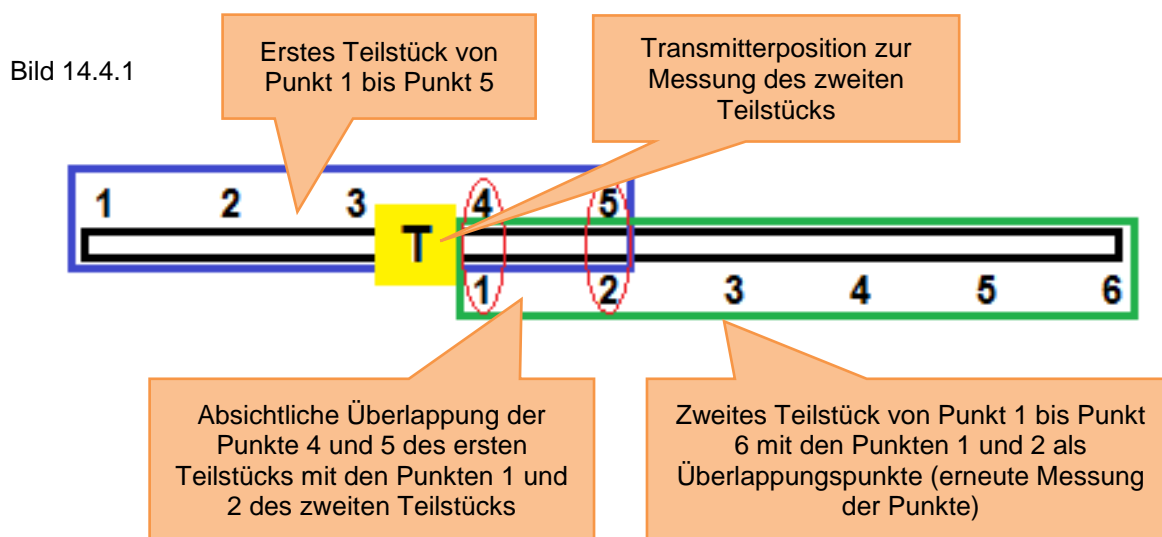 Bild 14.4.1
Erstes Teilstück von
Punkt 1 bis Punkt 5
Transmitterposition zur
Messung des zweiten
Teilstücks
1 2 3 4 5
T
1 2 3 4 5 6
Absichtliche Überlappung der
Punkte 4 und 5 des ersten
Teilstücks mit den Punkten 1 und
2 des zweiten Teilstücks
Zweites Teilstück von Punkt 1 bis Punkt
6 mit den Punkten 1 und 2 als
Überlappungspunkte (erneute Messung
der Punkte)